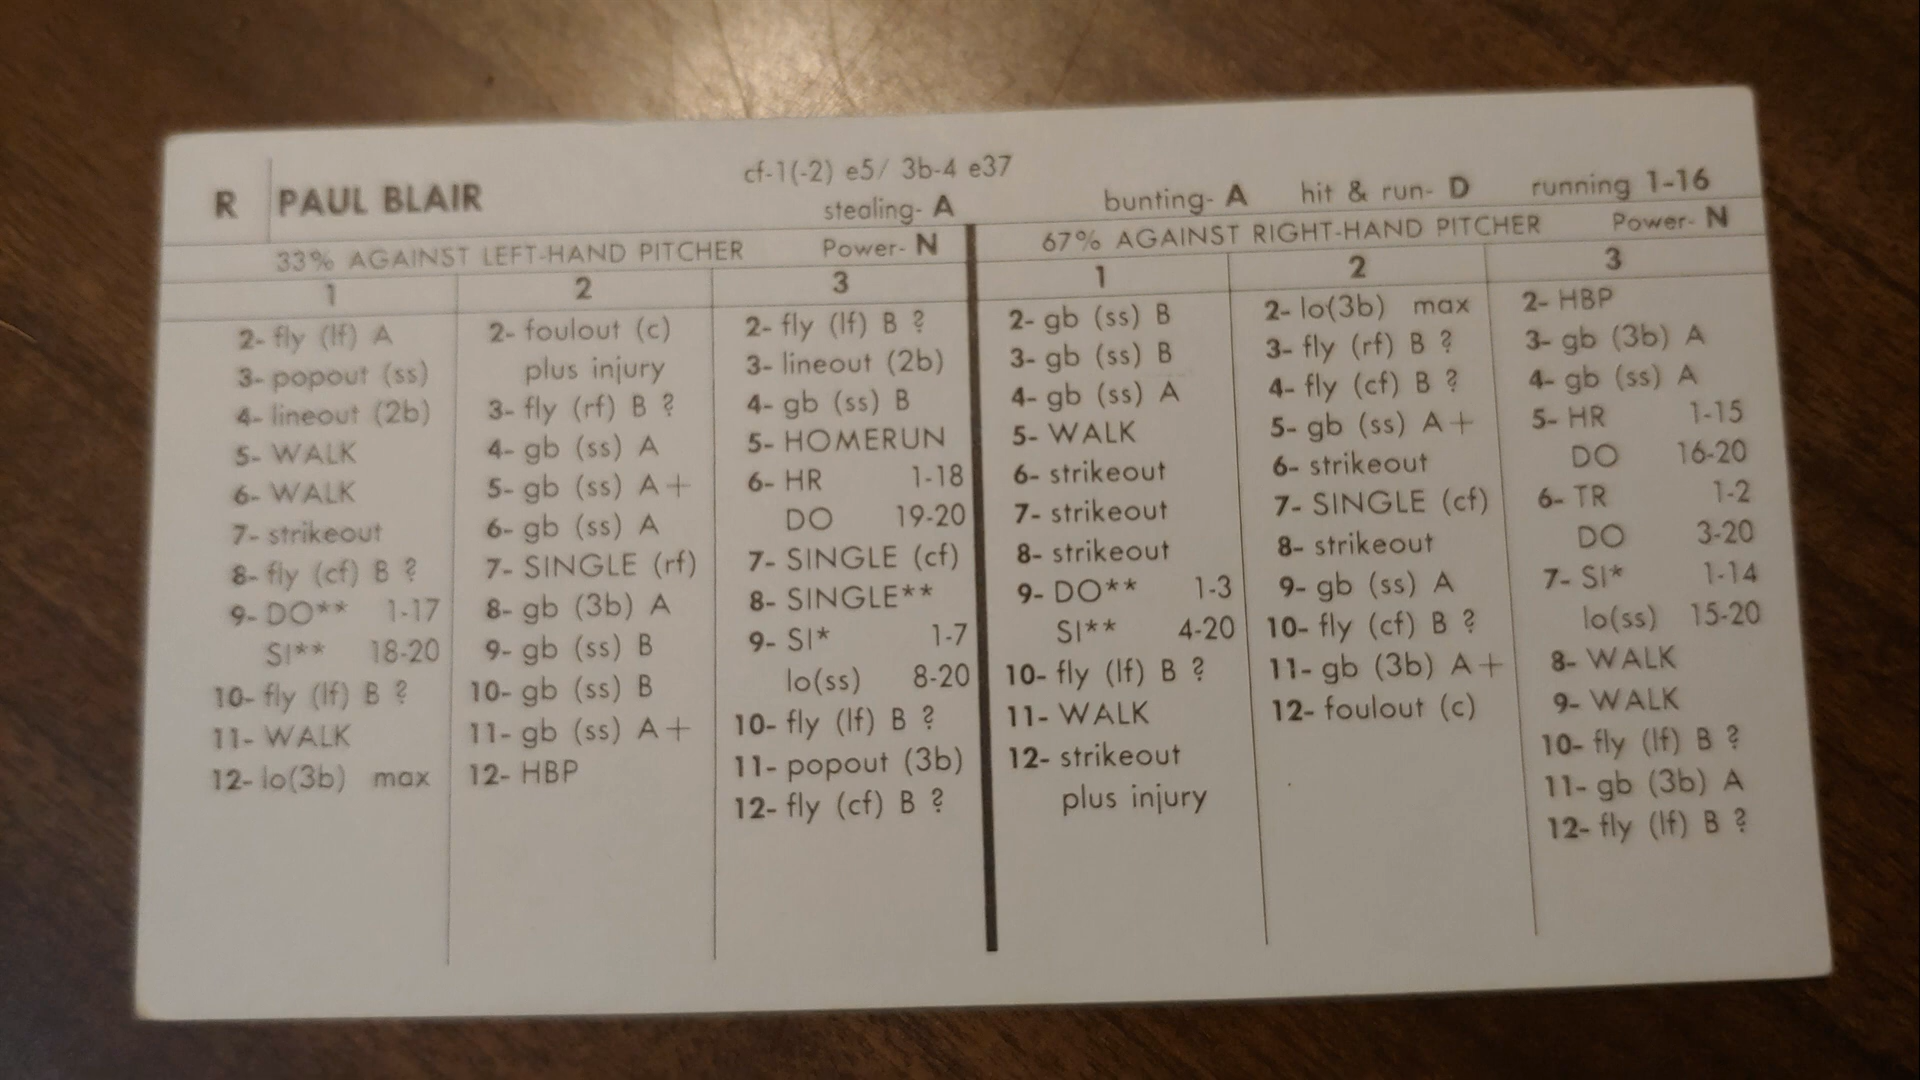 R PAUL BLAIR
cf-1(-2) e5/ 3b-4 e37
stealing- A bunting- A hit & run- D running 1-16
33% AGAINST LEFT-HAND PITCHER Power- N
1
2- fly (lf) A
3- popout (ss)
4- lineout (2b)
5- WALK
6- WALK
7- strikeout
8- fly (cf) B ?
9- DO** 1-17
SI** 18-20
10- fly (lf) B ?
11- WALK
12- lo(3b) max
2
2- foulout (c)
plus injury
3- fly (rf) B ?
4- gb (ss) A
5- gb (ss) A+
6- gb (ss) A
7- SINGLE (rf)
8- gb (3b) A
9- gb (ss) B
10- gb (ss) B
11- gb (ss) A+
12- HBP
3
2- fly (lf) B ?
3- lineout (2b)
4- gb (ss) B
5- HOMERUN
6- HR 1-18
DO 19-20
7- SINGLE (cf)
8- SINGLE**
9- SI* 1-7
lo(ss) 8-20
10- fly (lf) B ?
11- popout (3b)
12- fly (cf) B ?
67% AGAINST RIGHT-HAND PITCHER Power- N
1
2- gb (ss) B
3- gb (ss) B
4- gb (ss) A
5- WALK
6- strikeout
7- strikeout
8- strikeout
9- DO** 1-3
SI** 4-20
10- fly (lf) B ?
11- WALK
12- strikeout
plus injury
2
2- lo(3b) max
3- fly (rf) B ?
4- fly (cf) B ?
5- gb (ss) A+
6- strikeout
7- SINGLE (cf)
8- strikeout
9- gb (ss) A
10- fly (cf) B ?
11- gb (3b) A+
12- foulout (c)
3
2- HBP
3- gb (3b) A
4- gb (ss) A
5- HR 1-15
DO 16-20
6- TR 1-2
DO 3-20
7- SI* 1-14
lo(ss) 15-20
8- WALK
9- WALK
10- fly (lf) B ?
11- gb (3b) A
12- fly (lf) B ?